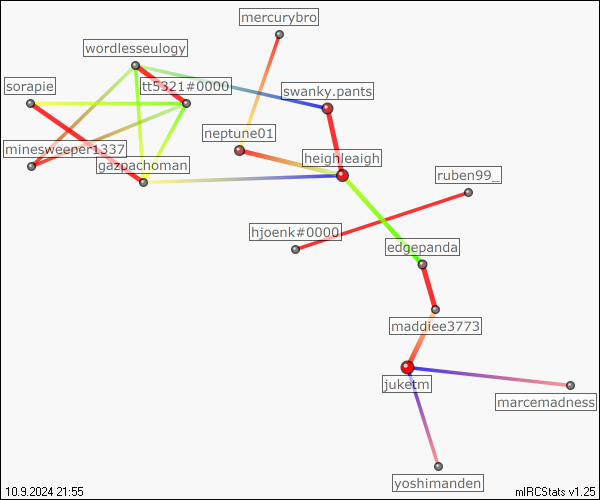 mercurybro
wordlesseulogy
sorapie
tt5321#0000
swanky.pants
neptune01
minesweeper1337
gazpachoman
heighleaigh
ruben99_
hjoenk#0000
edgepanda
maddiee3773
juketm
marcemadness
yoshimanden
10.9.2024 21:55
mIRCStats v1.25